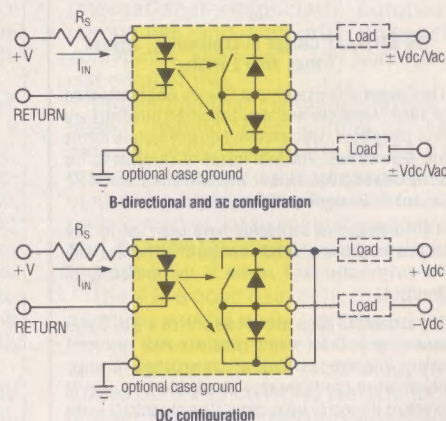 RS
+V
IIN
RETURN
Load
±Vdc/Vac
Load
±Vdc/Vac
optional case ground
B-directional and ac configuration
RS
+V
IIN
RETURN
Load
+Vdc
Load
–Vdc
optional case ground
DC configuration